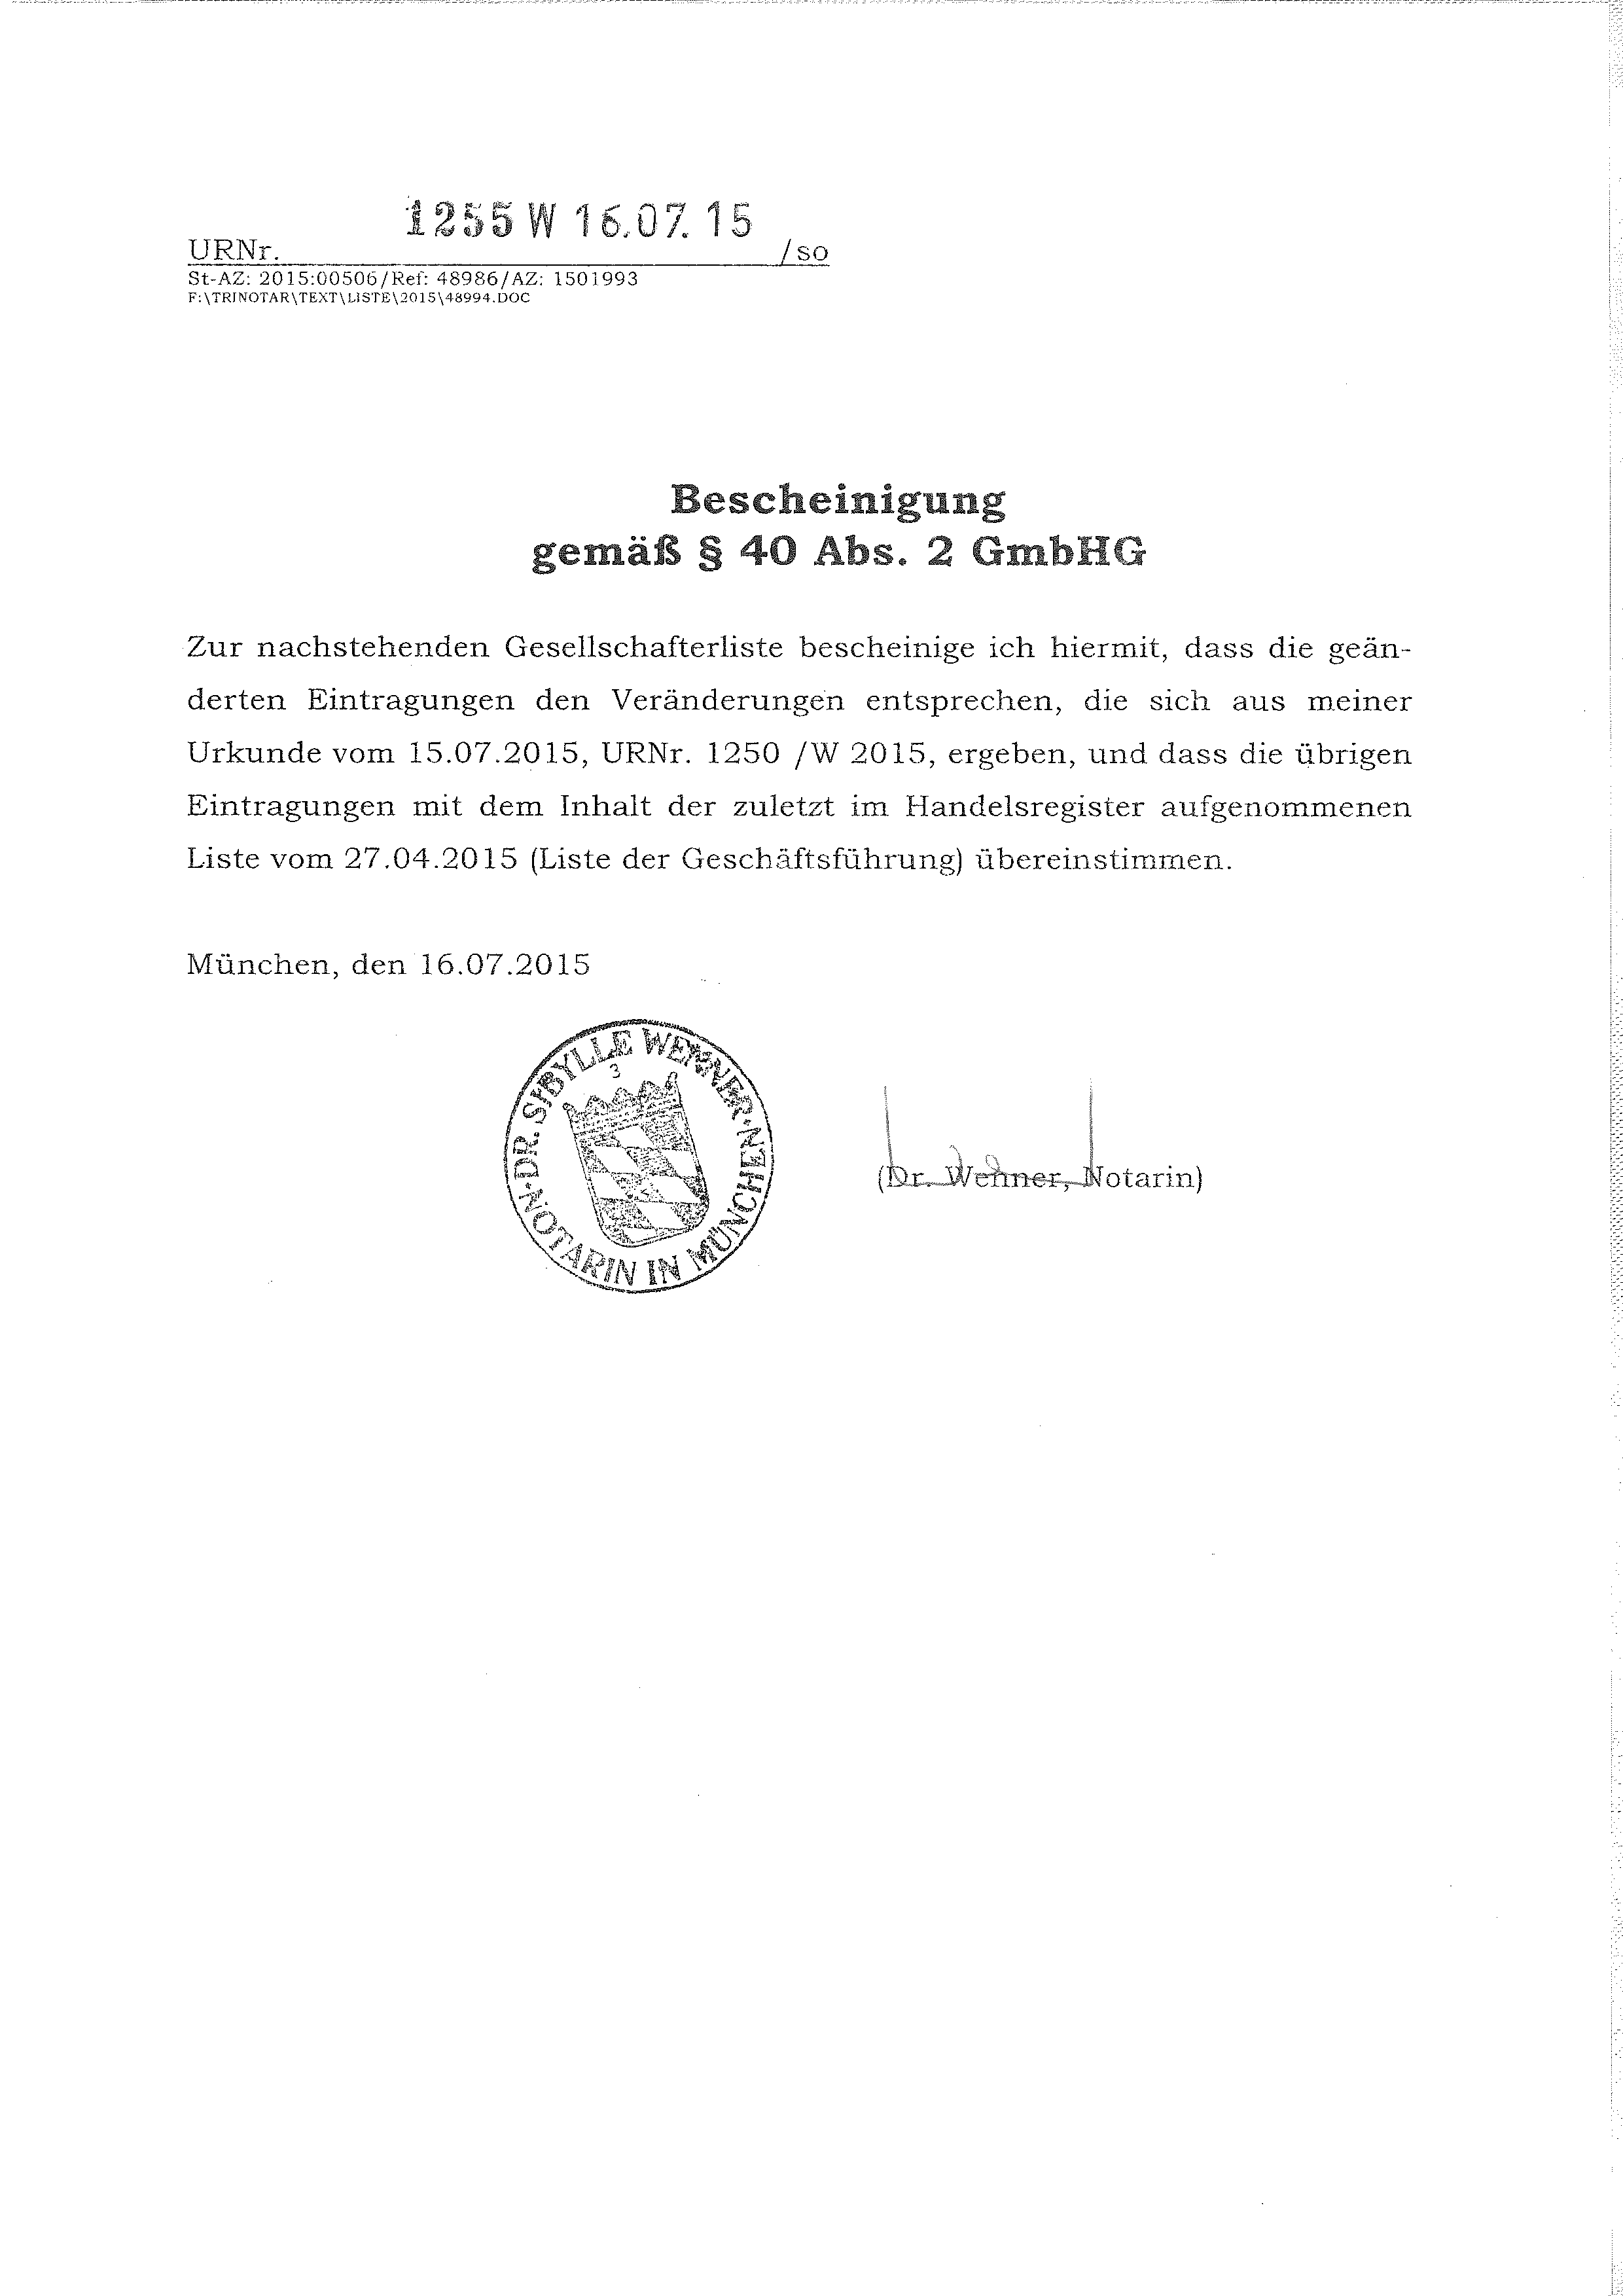 1255 W 16.07.15
URNr. /so
St-AZ: 2015:00506/Ref: 48986/AZ: 1501993
F:\TRINOTAR\TEXT\LISTE\2015\48994.DOC
Bescheinigung
gemäß § 40 Abs. 2 GmbHG
Zur nachstehenden Gesellschafterliste bescheinige ich hiermit, dass die geän-
derten Eintragungen den Veränderungen entsprechen, die sich aus meiner
Urkunde vom 15.07.2015, URNr. 1250 /W 2015, ergeben, und dass die übrigen
Eintragungen mit dem Inhalt der zuletzt im Handelsregister aufgenommenen
Liste vom 27.04.2015 (Liste der Geschäftsführung) übereinstimmen.
München, den 16.07.2015
DR. SIBYLLE WEHNER · NOTARIN IN MÜNCHEN ·
3
(Dr. Wehner, Notarin)